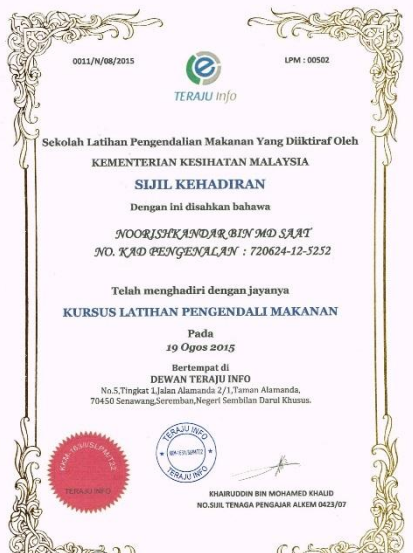 0011/N/08/2015
LPM : 00502
TERAJU Info
Sekolah Latihan Pengendalian Makanan Yang Diiktiraf Oleh
KEMENTERIAN KESIHATAN MALAYSIA
SIJIL KEHADIRAN
Dengan ini disahkan bahawa
NOORISHKANDAR BIN MD SAAT
NO. KAD PENGENALAN : 720624-12-5252
Telah menghadiri dengan jayanya
KURSUS LATIHAN PENGENDALI MAKANAN
Pada
19 Ogos 2015
Bertempat di
DEWAN TERAJU INFO
No.5,Tingkat 1,Jalan Alamanda 2/1,Taman Alamanda,
70450 Senawang,Seremban,Negeri Sembilan Darul Khusus.
TERAJU INFO
TERAJU INFO
TERAJU INFO
KHAIRUDDIN BIN MOHAMED KHALID
NO.SIJIL TENAGA PENGAJAR ALKEM 0423/07